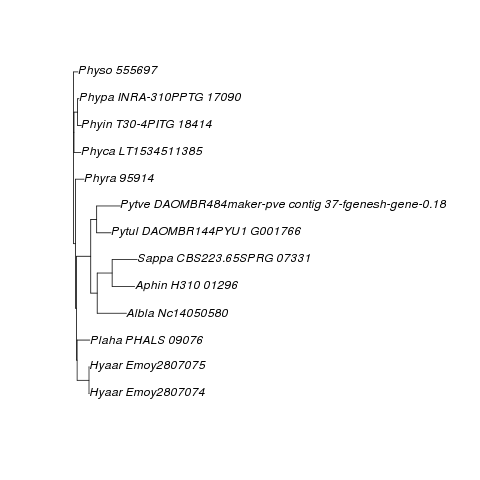 Physo 555697
Phypa INRA-310PPTG 17090
Phyin T30-4PITG 18414
Phyca LT1534511385
Phyra 95914
Pytve DAOMBR484maker-pve contig 37-fgenesh-gene-0.18
Pytul DAOMBR144PYU1 G001766
Sappa CBS223.65SPRG 07331
Aphin H310 01296
Albla Nc14050580
Plaha PHALS 09076
Hyaar Emoy2807075
Hyaar Emoy2807074